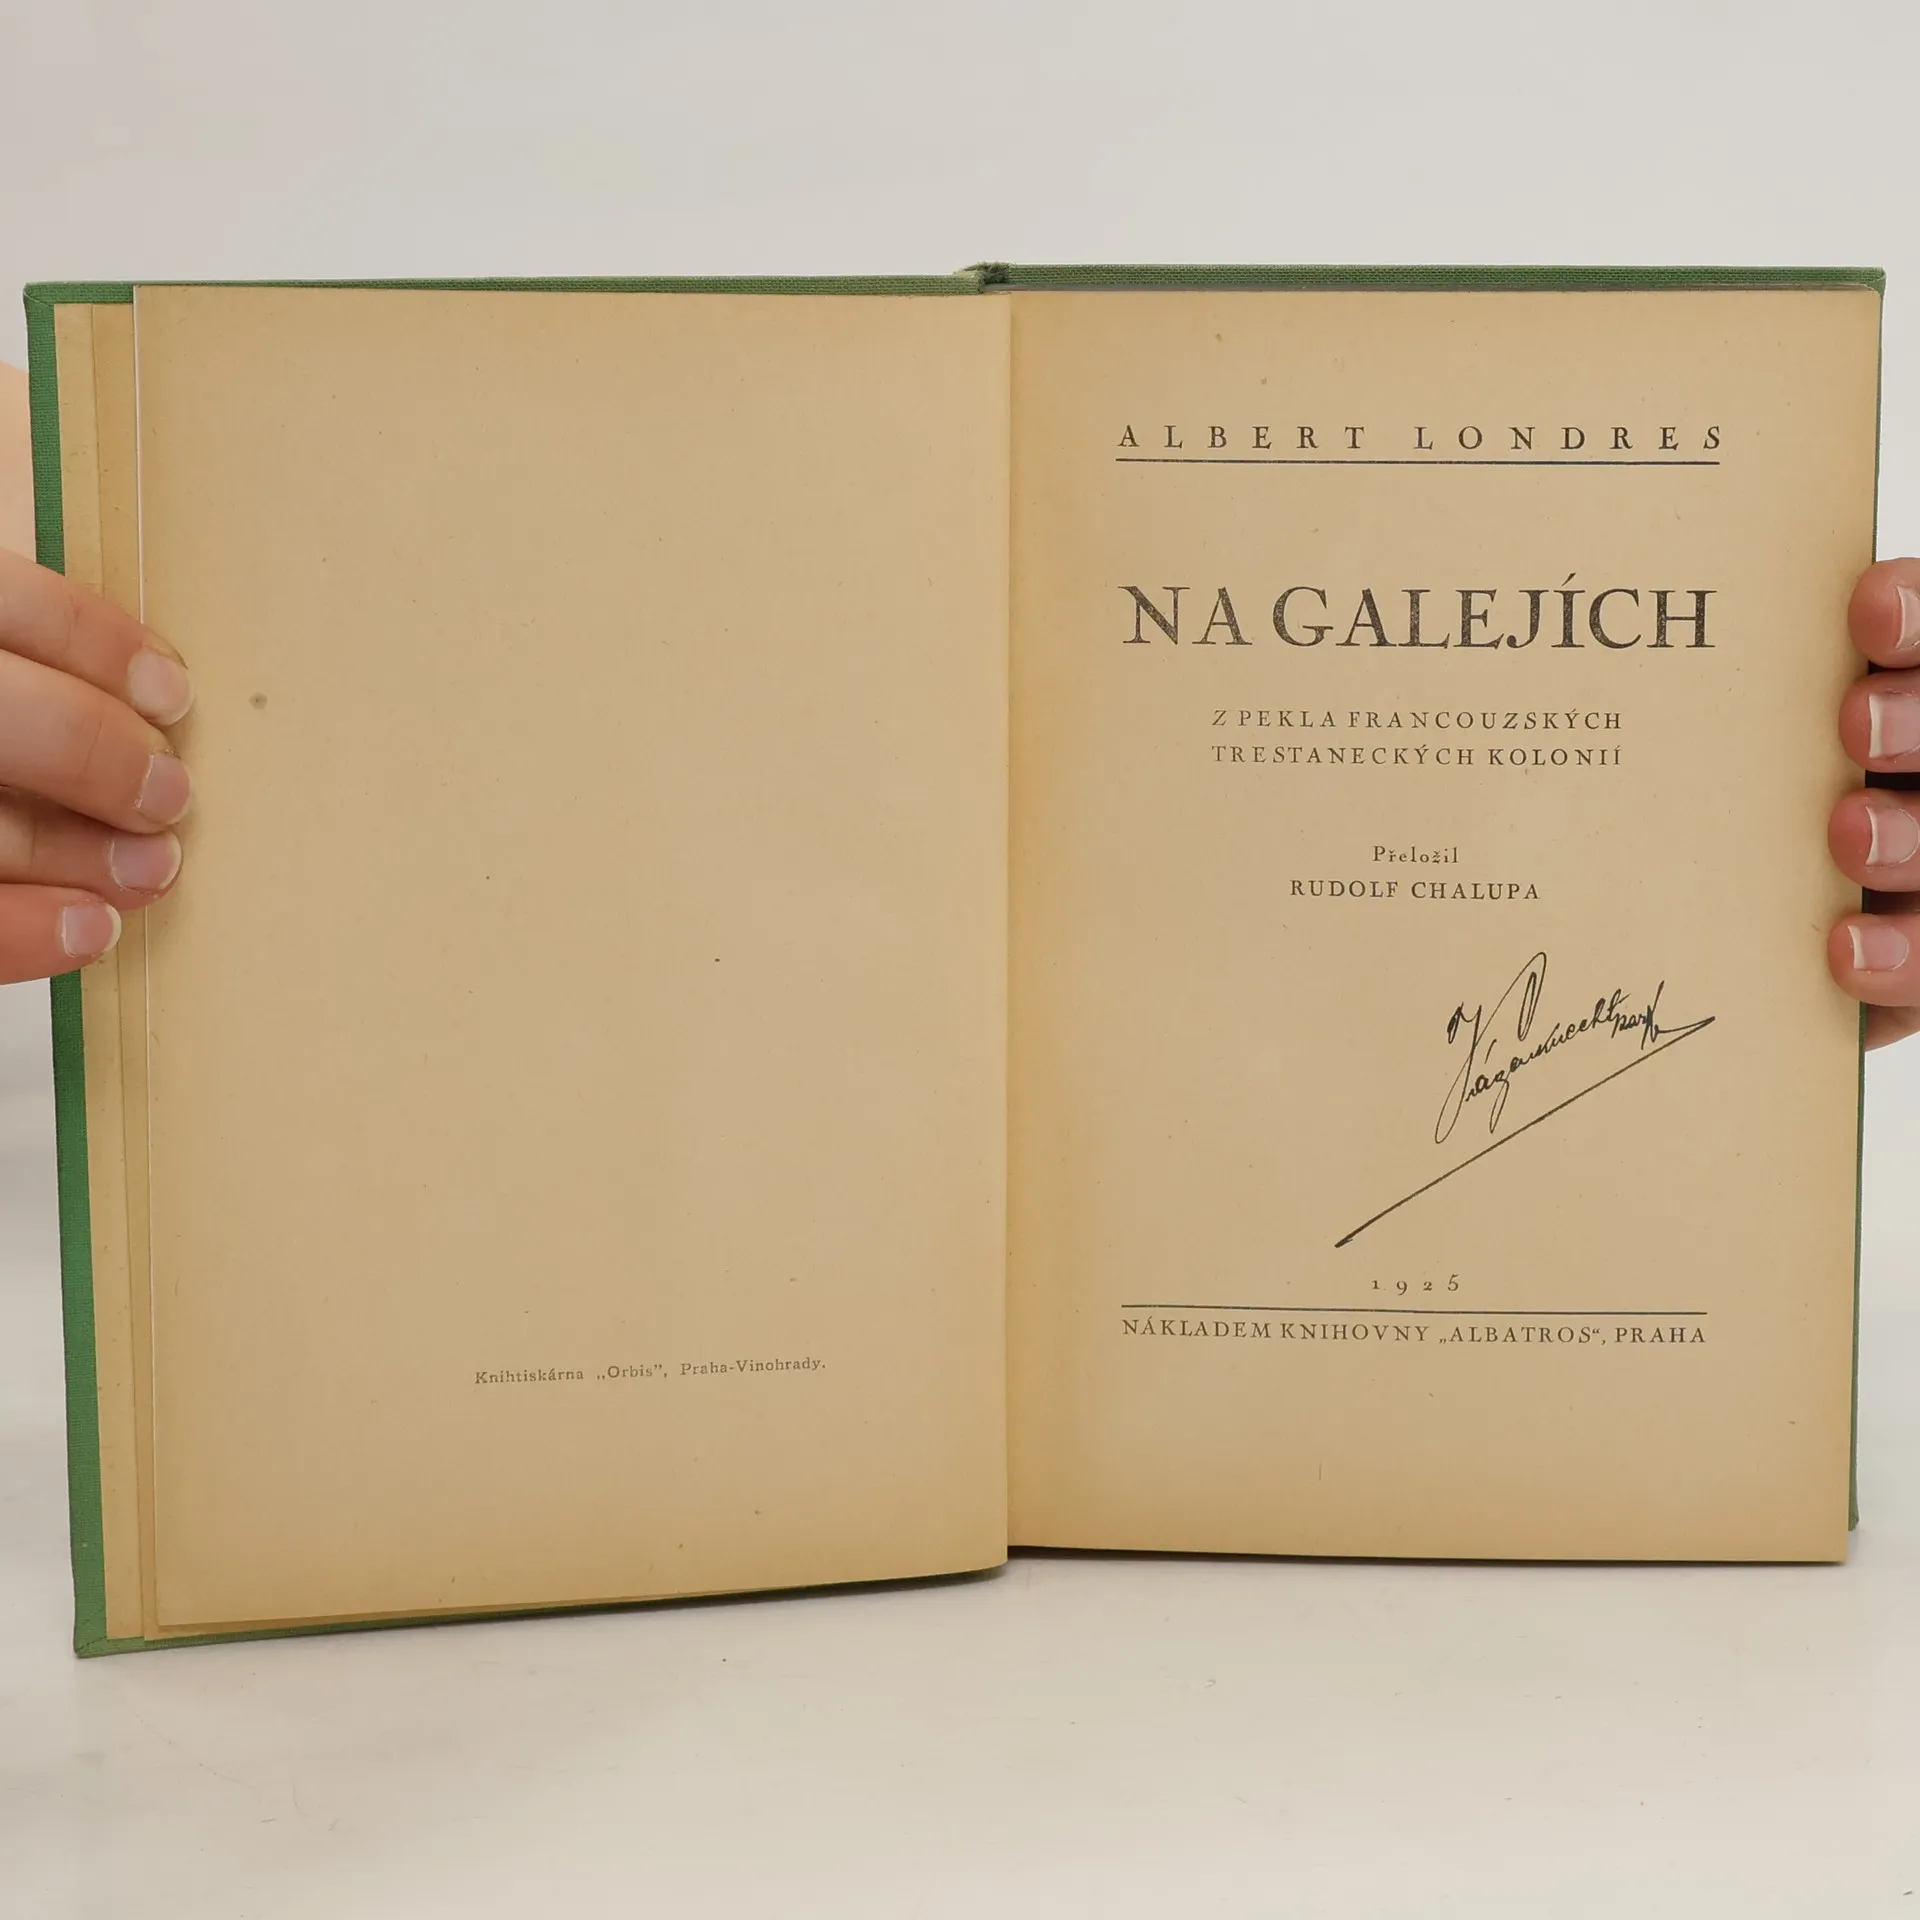 Knihtiskárna „Orbis”, Praha-Vinohrady.
ALBERT LONDRES
NA GALEJÍCH
Z PEKLA FRANCOUZSKÝCH
TRESTANECKÝCH KOLONIÍ
Přeložil
RUDOLF CHALUPA
1925
NÁKLADEM KNIHOVNY „ALBATROS“, PRAHA